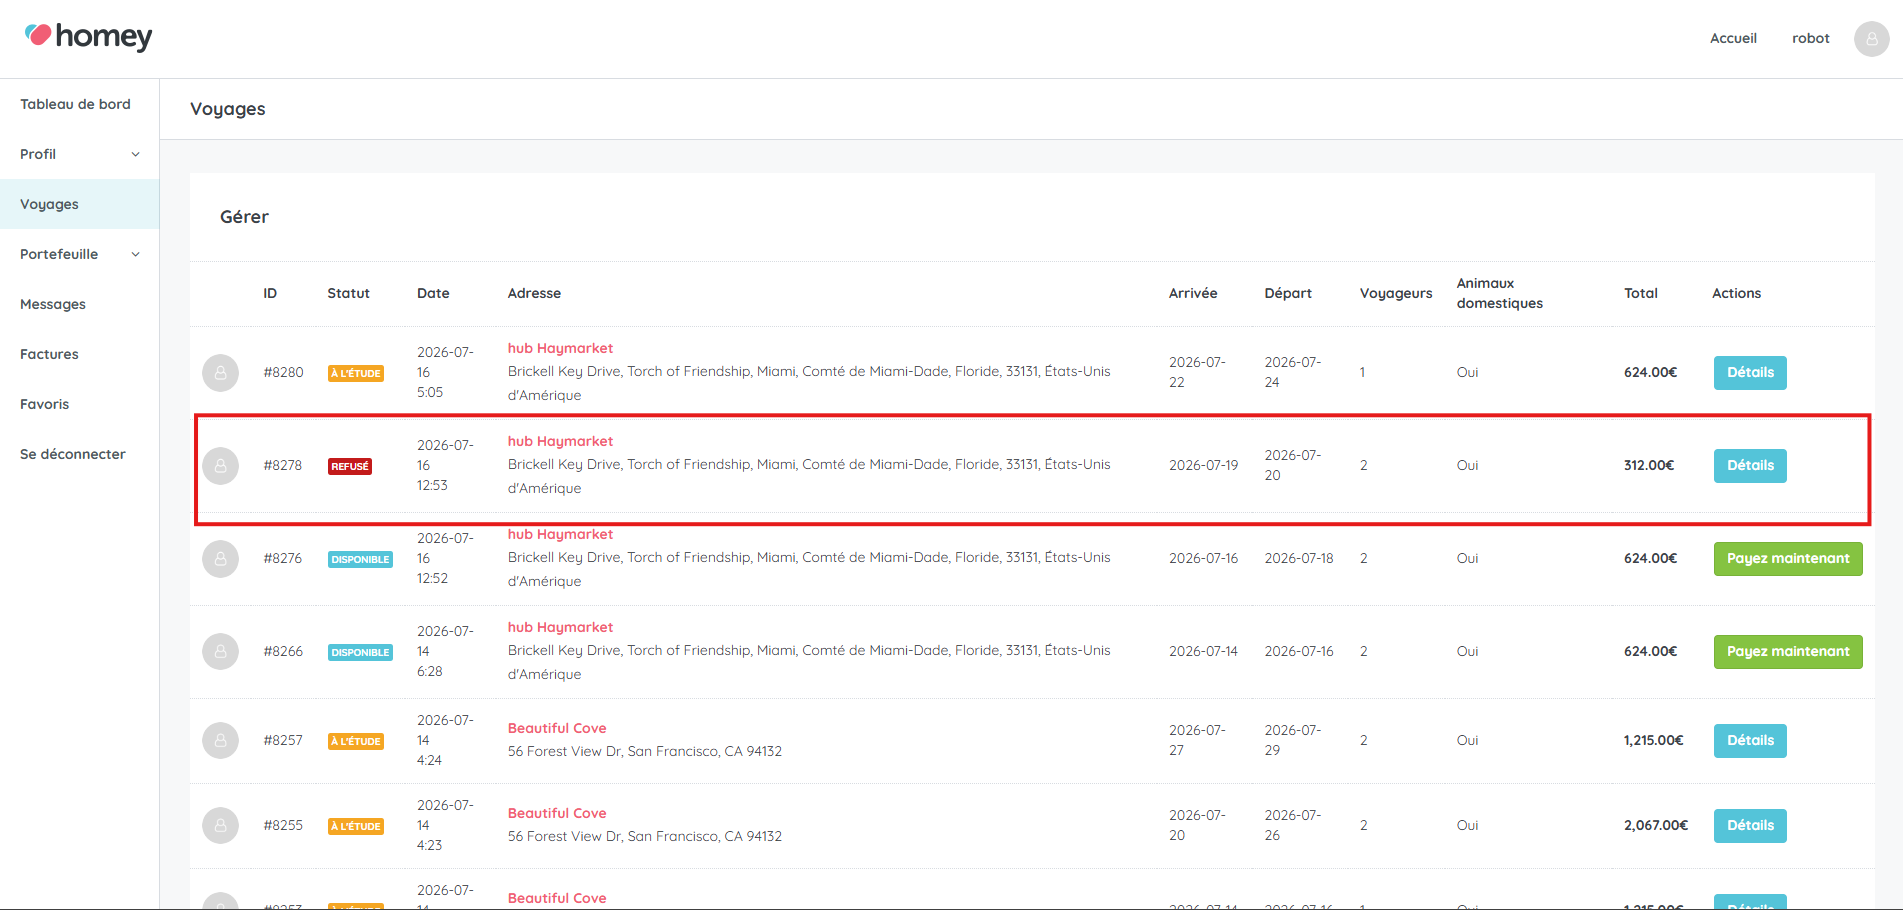 homey
Accueil
robot
Tableau de bord
Profil
Voyages
Portefeuille
Messages
Factures
Favoris
Se déconnecter
Voyages
Gérer
ID Statut Date Adresse Arrivée Départ Voyageurs Animaux domestiques Total Actions
#8280
À L'ÉTUDE
2026-07-
16
5:05
hub Haymarket
Brickell Key Drive, Torch of Friendship, Miami, Comté de Miami-Dade, Floride, 33131, États-Unis
d'Amérique
2026-07-
22
2026-07-
24
1
Oui
624.00€
Détails
#8278
REFUSÉ
2026-07-
16
12:53
hub Haymarket
Brickell Key Drive, Torch of Friendship, Miami, Comté de Miami-Dade, Floride, 33131, États-Unis
d'Amérique
2026-07-19
2026-07-
20
2
Oui
312.00€
Détails
#8276
DISPONIBLE
2026-07-
16
12:52
hub Haymarket
Brickell Key Drive, Torch of Friendship, Miami, Comté de Miami-Dade, Floride, 33131, États-Unis
d'Amérique
2026-07-16
2026-07-18
2
Oui
624.00€
Payez maintenant
#8266
DISPONIBLE
2026-07-
14
6:28
hub Haymarket
Brickell Key Drive, Torch of Friendship, Miami, Comté de Miami-Dade, Floride, 33131, États-Unis
d'Amérique
2026-07-14
2026-07-16
2
Oui
624.00€
Payez maintenant
#8257
À L'ÉTUDE
2026-07-
14
4:24
Beautiful Cove
56 Forest View Dr, San Francisco, CA 94132
2026-07-
27
2026-07-
29
2
Oui
1,215.00€
Détails
#8255
À L'ÉTUDE
2026-07-
14
4:23
Beautiful Cove
56 Forest View Dr, San Francisco, CA 94132
2026-07-
20
2026-07-
26
2
Oui
2,067.00€
Détails
2026-07-
Beautiful Cove